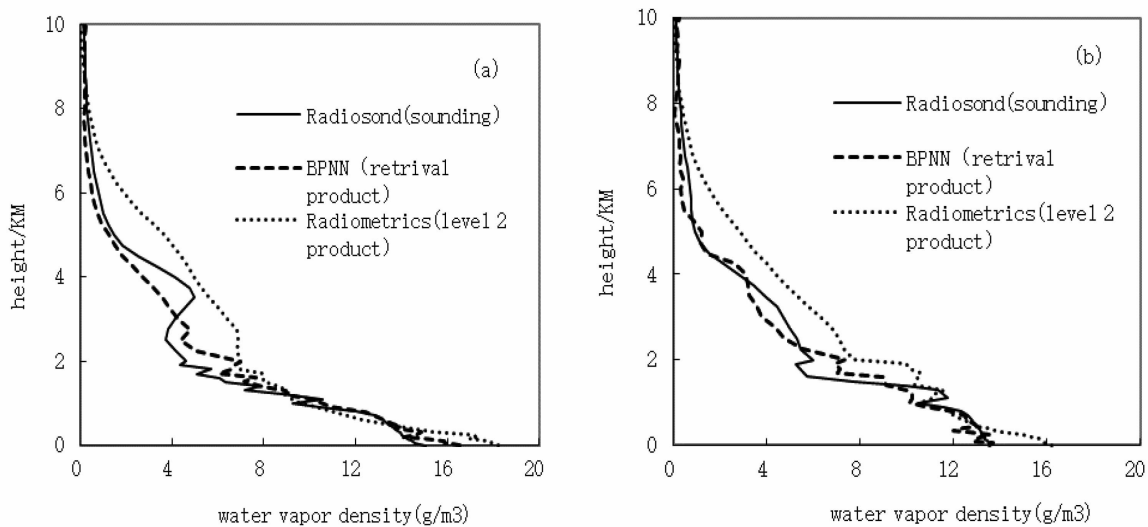 10
(a)
Radiosond(sounding)
8
BPNN (retrival
product)
6
Radiometrics(level 2
product)
height/KM
4
2
0
0 4 8 12 16 20
water vapor density(g/m3)
10
(b)
Radiosond(sounding)
8
BPNN (retrival
product)
6
Radiometrics(level 2
product)
height/KM
4
2
0
0 4 8 12 16 20
water vapor density(g/m3)